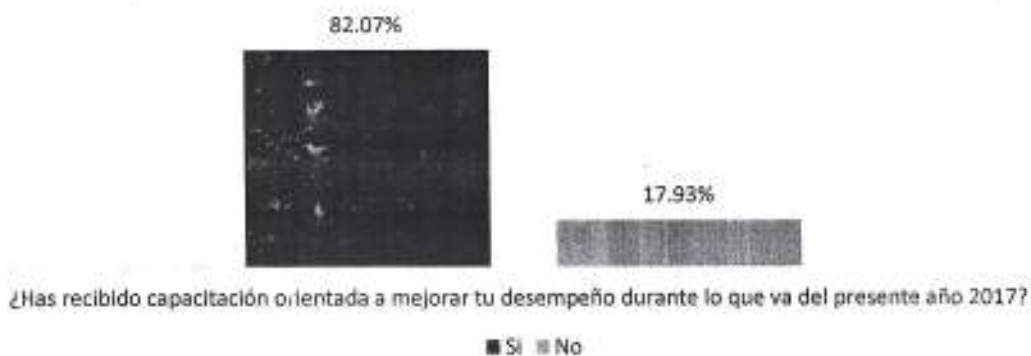 82.07%
17.93%
¿Has recibido capacitación orientada a mejorar tu desempeño durante lo que va del presente año 2017?
Si No